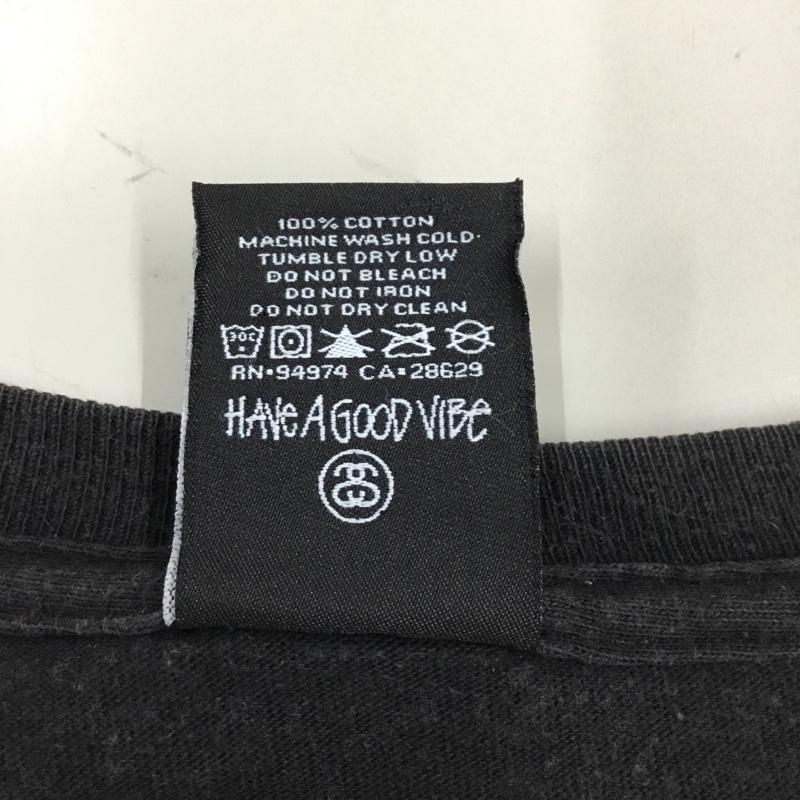 100% COTTON
MACHINE WASH COLD
TUMBLE DRY LOW
DO NOT BLEACH
DO NOT IRON
DO NOT DRY CLEAN
30C
RN•94974 CA•28629
HAVE A GOOD VIBE